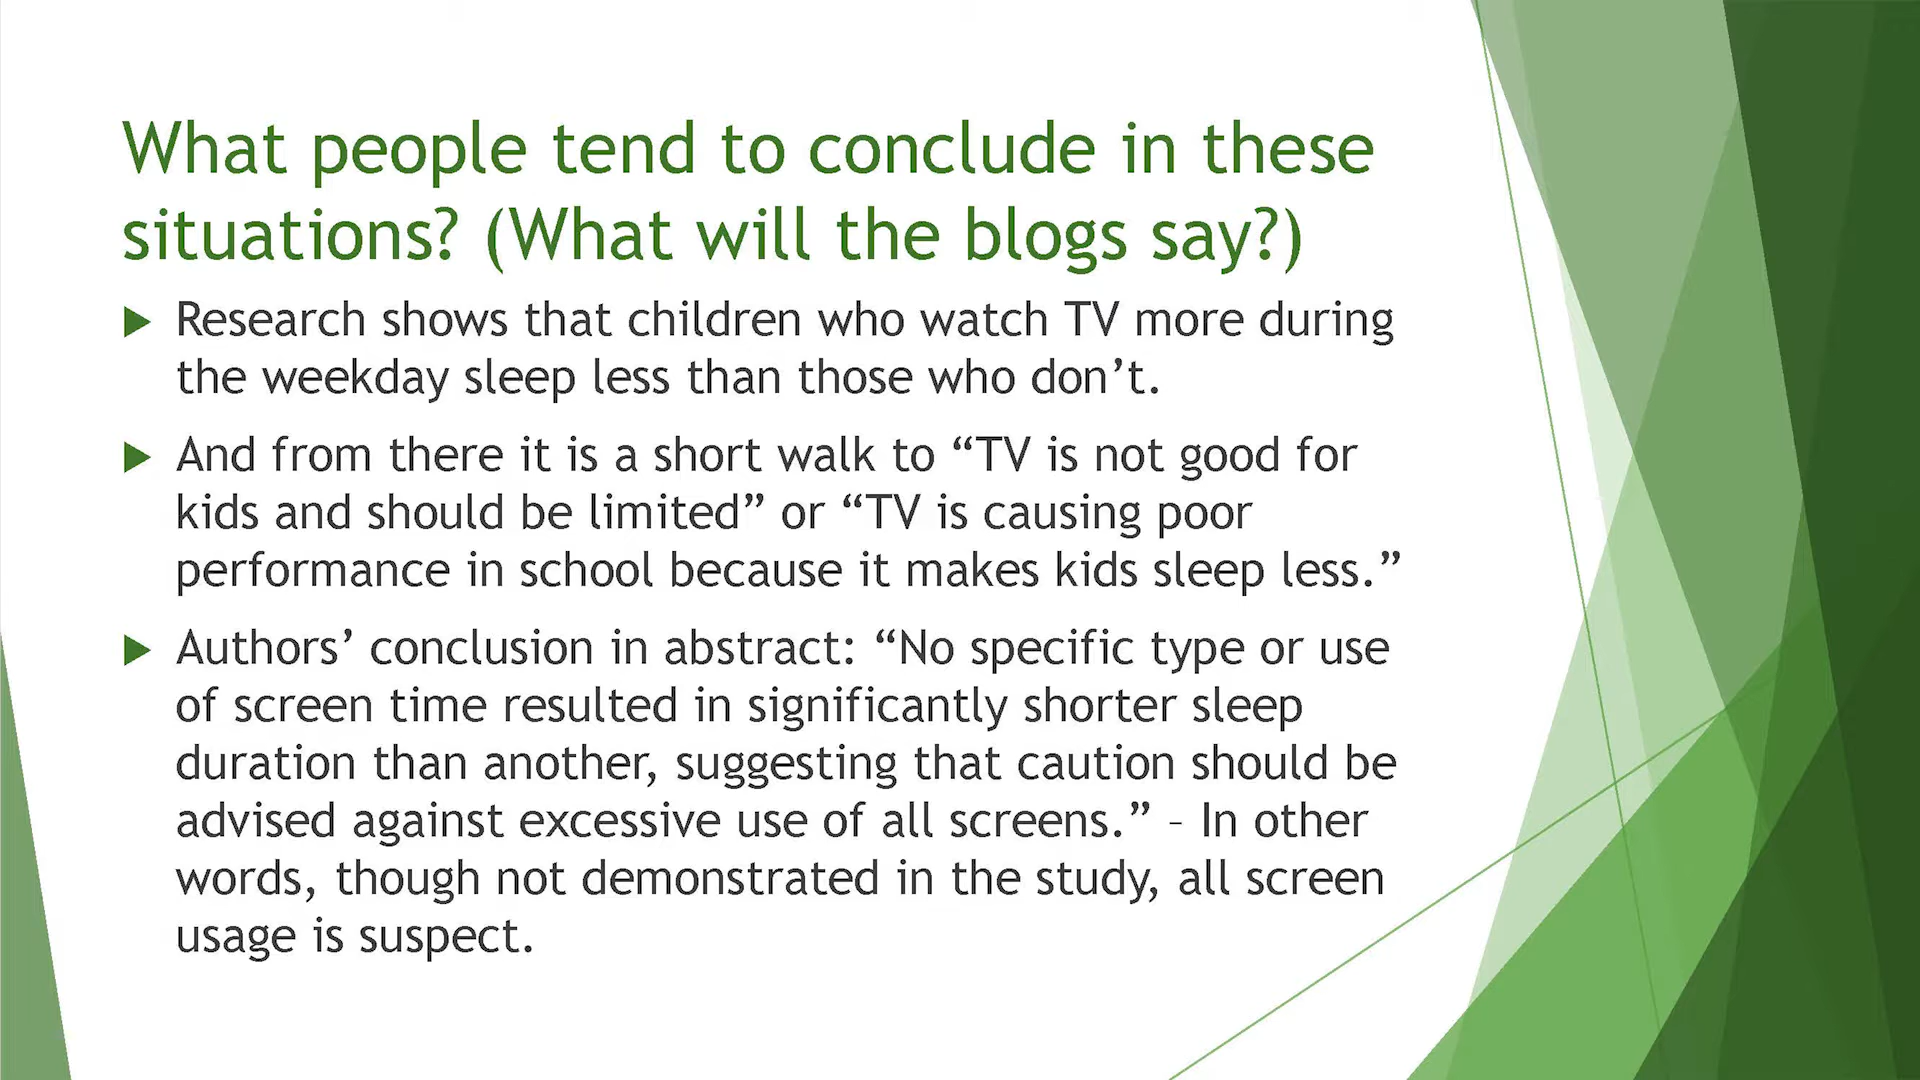 What people tend to conclude in these
situations? (What will the blogs say?)
Research shows that children who watch TV more during
the weekday sleep less than those who don’t.
And from there it is a short walk to “TV is not good for
kids and should be limited” or “TV is causing poor
performance in school because it makes kids sleep less.”
Authors’ conclusion in abstract: “No specific type or use
of screen time resulted in significantly shorter sleep
duration than another, suggesting that caution should be
advised against excessive use of all screens.” – In other
words, though not demonstrated in the study, all screen
usage is suspect.